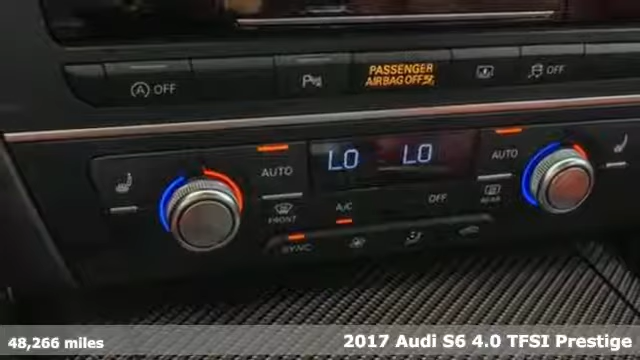 A OFF
PASSENGER
AIRBAG OFF
OFF
AUTO
LO LO
AUTO
FRONT
A/C
OFF
REAR
SYNC
48,266 miles
2017 Audi S6 4.0 TFSI Prestige